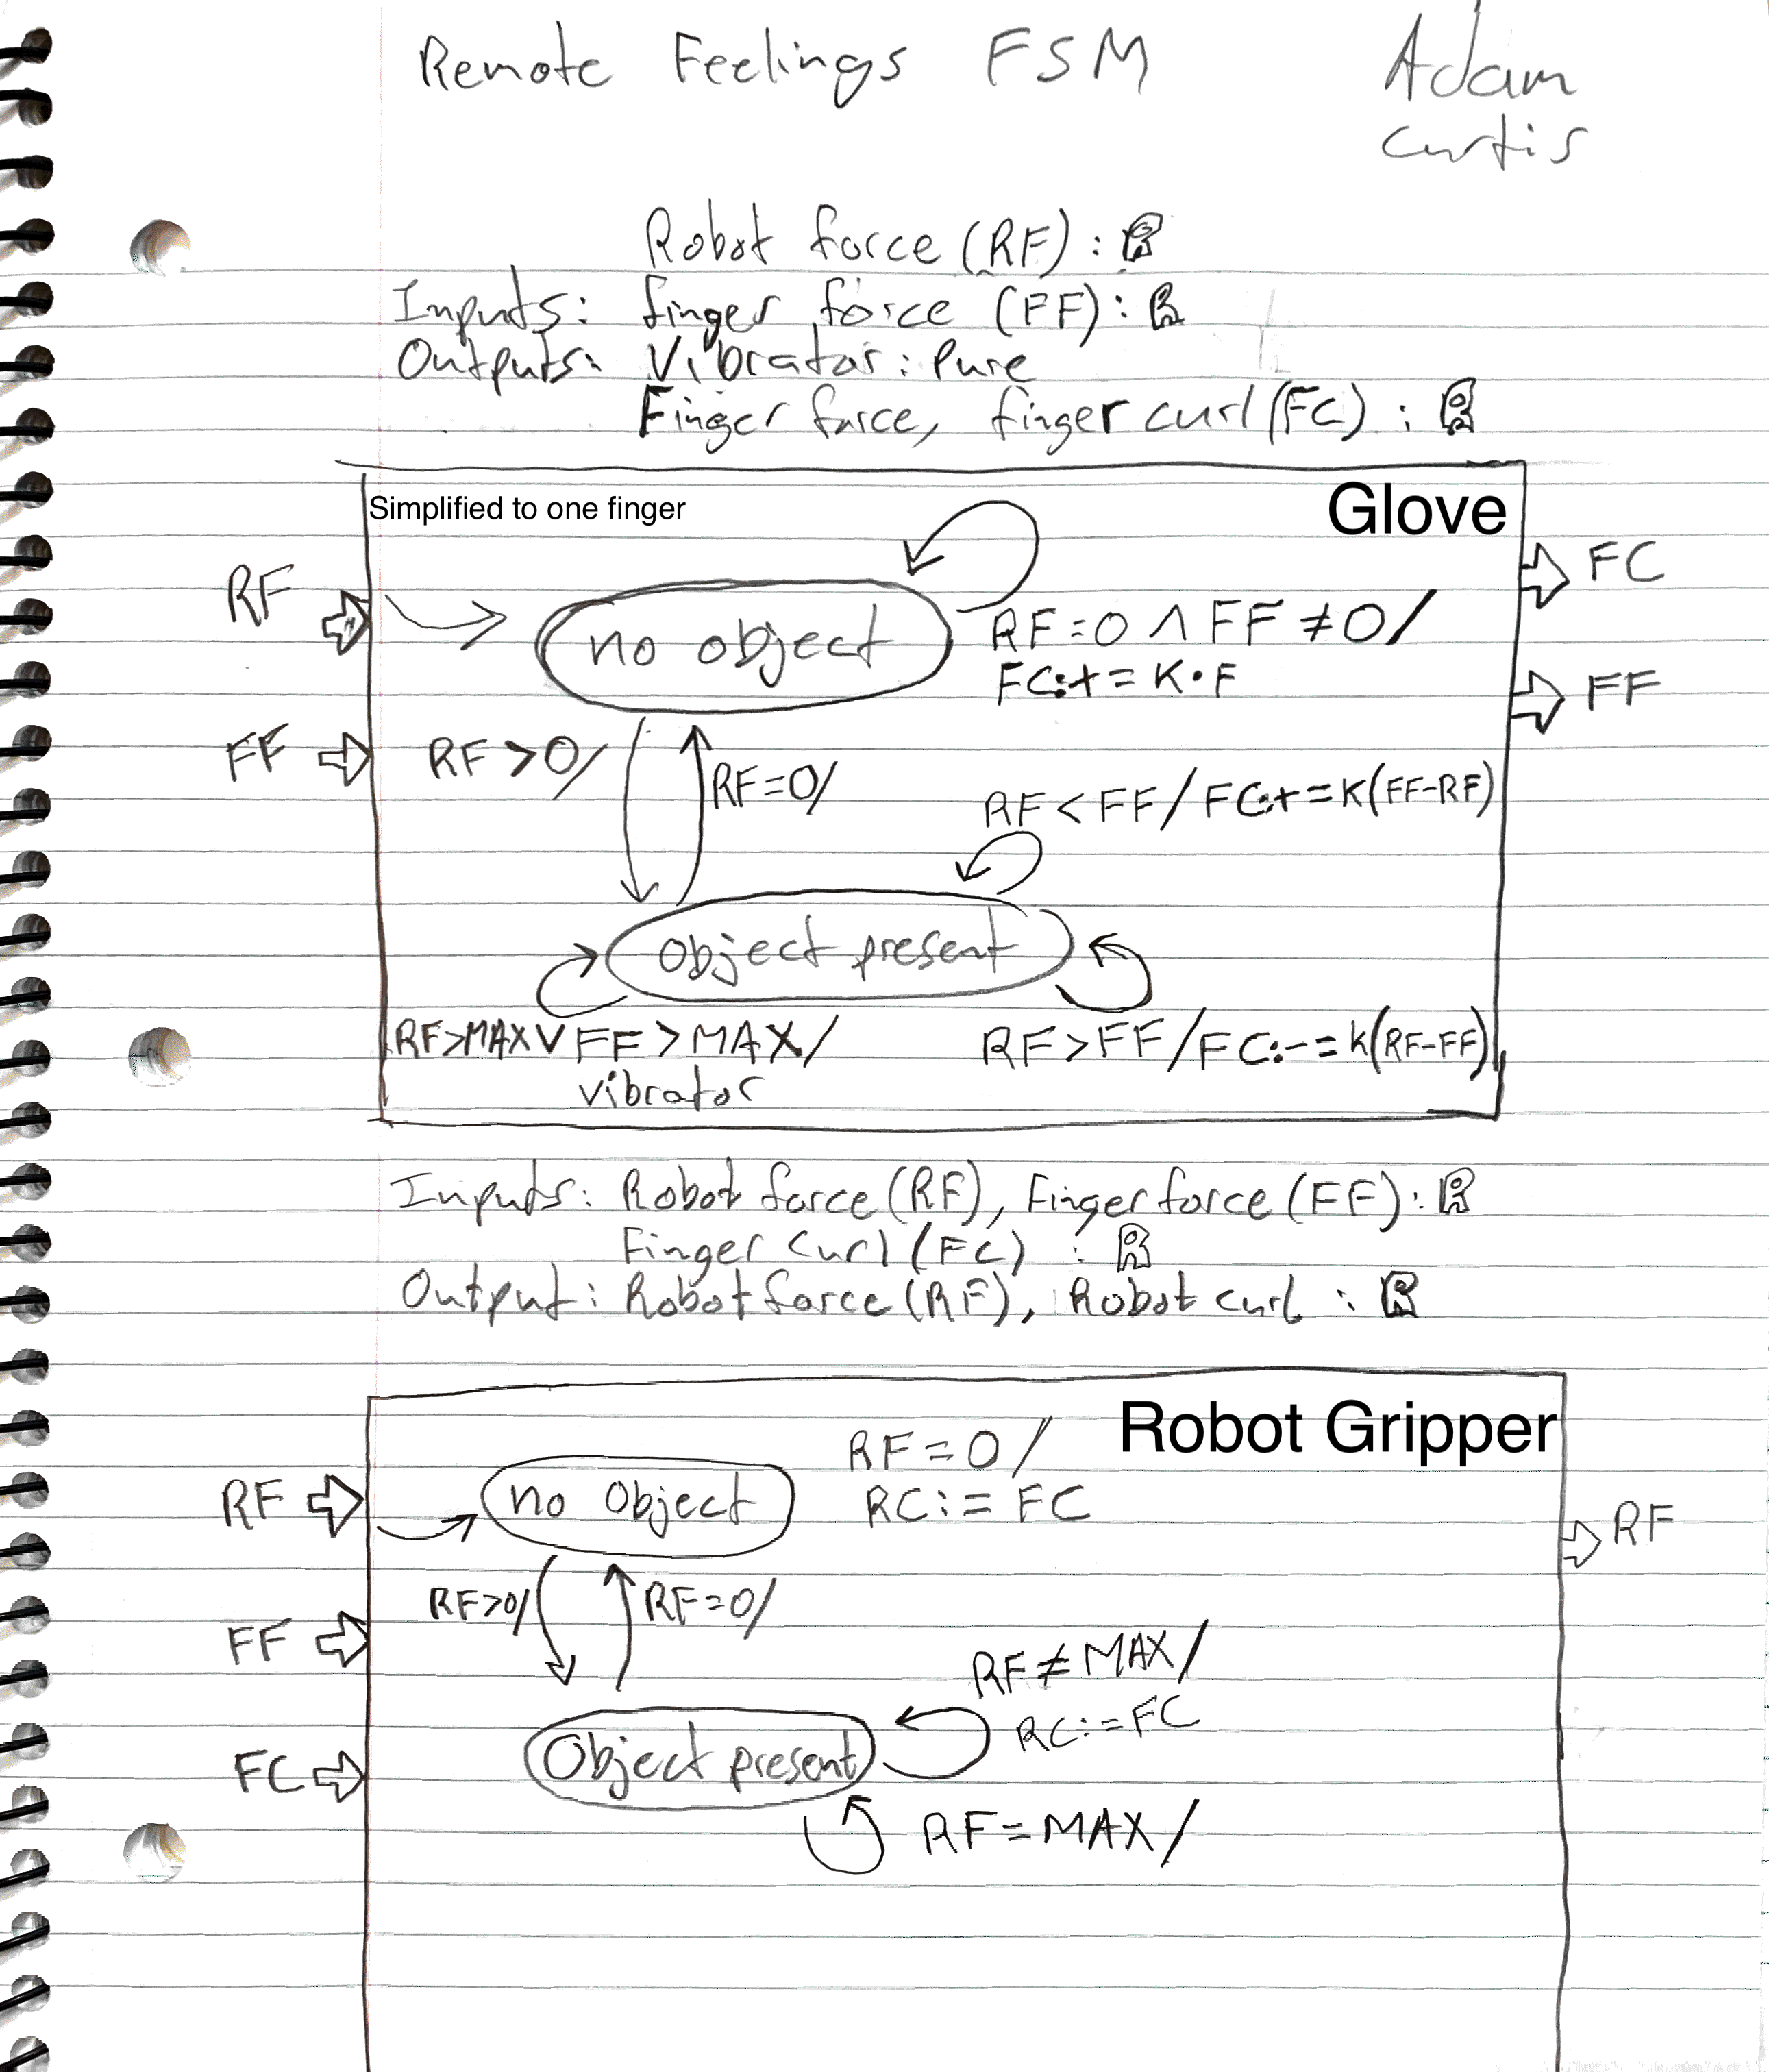 Remote Feelings FSM Adam
Curtis
Robot force (RF) : ℝ
Inputs: finger force (FF) : ℝ
Outputs: Vibrator : Pure
Finger force, finger curl (FC) : ℝ
Simplified to one finger
Glove
RF
FC
no object
RF=0 ∧ FF ≠ 0/
FC:+= K·F
FF
FF
RF >0/
RF=0/
RF < FF / FC:+=K(FF-RF)
Object present
RF>MAX ∨ FF > MAX/
vibrator
RF > FF / FC:-= K(RF-FF)
Inputs: Robot force (RF), Finger force (FF) : ℝ
Finger Curl (FC) : ℝ
Output: Robot force (RF), Robot curl : ℝ
Robot Gripper
RF = 0 /
RC := FC
RF
no Object
RF
RF>0/
RF=0/
FF
RF ≠ MAX /
RC:=FC
FC
Object present
RF = MAX /